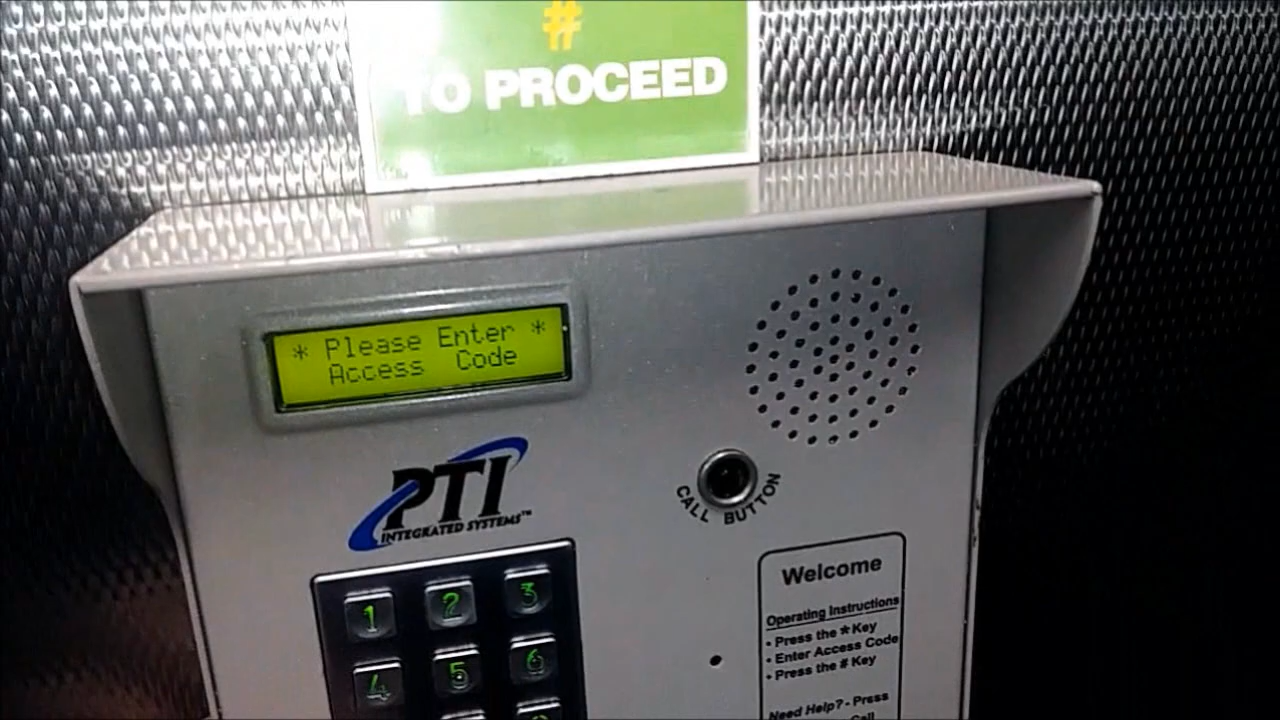 #
TO PROCEED
* Please Enter *
Access Code
PTI
INTEGRATED SYSTEMS™
CALL BUTTON
1 2 3
4 5 6
Welcome
Operating Instructions
• Press the * Key
• Enter Access Code
• Press the # Key
Need Help? - Press
Call